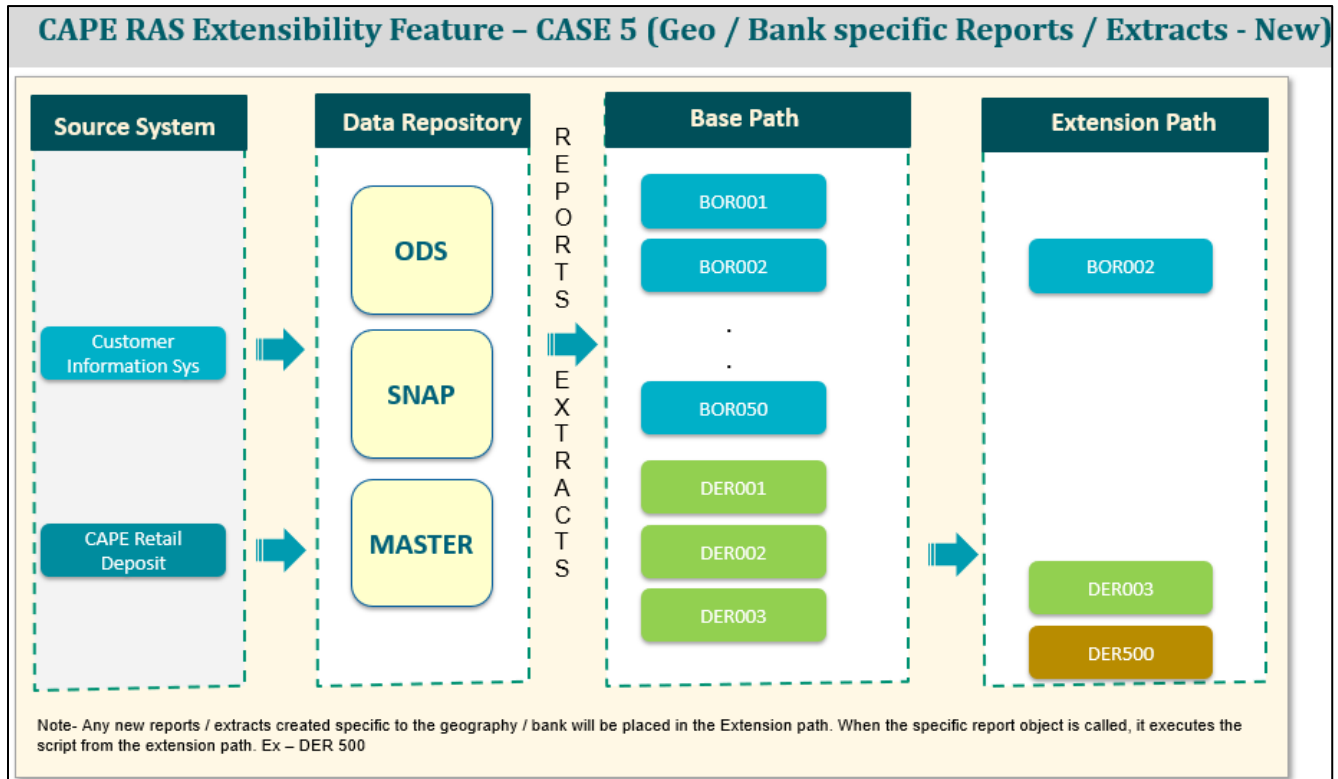 CAPE RAS Extensibility Feature – CASE 5 (Geo / Bank specific Reports / Extracts - New)
Source System
Customer
Information Sys
CAPE Retail
Deposit
Data Repository
ODS
SNAP
MASTER
REPORTS
EXTRACTS
Base Path
BOR001
BOR002
.
.
BOR050
DER001
DER002
DER003
Extension Path
BOR002
DER003
DER500
Note- Any new reports / extracts created specific to the geography / bank will be placed in the Extension path. When the specific report object is called, it executes the
script from the extension path. Ex – DER 500